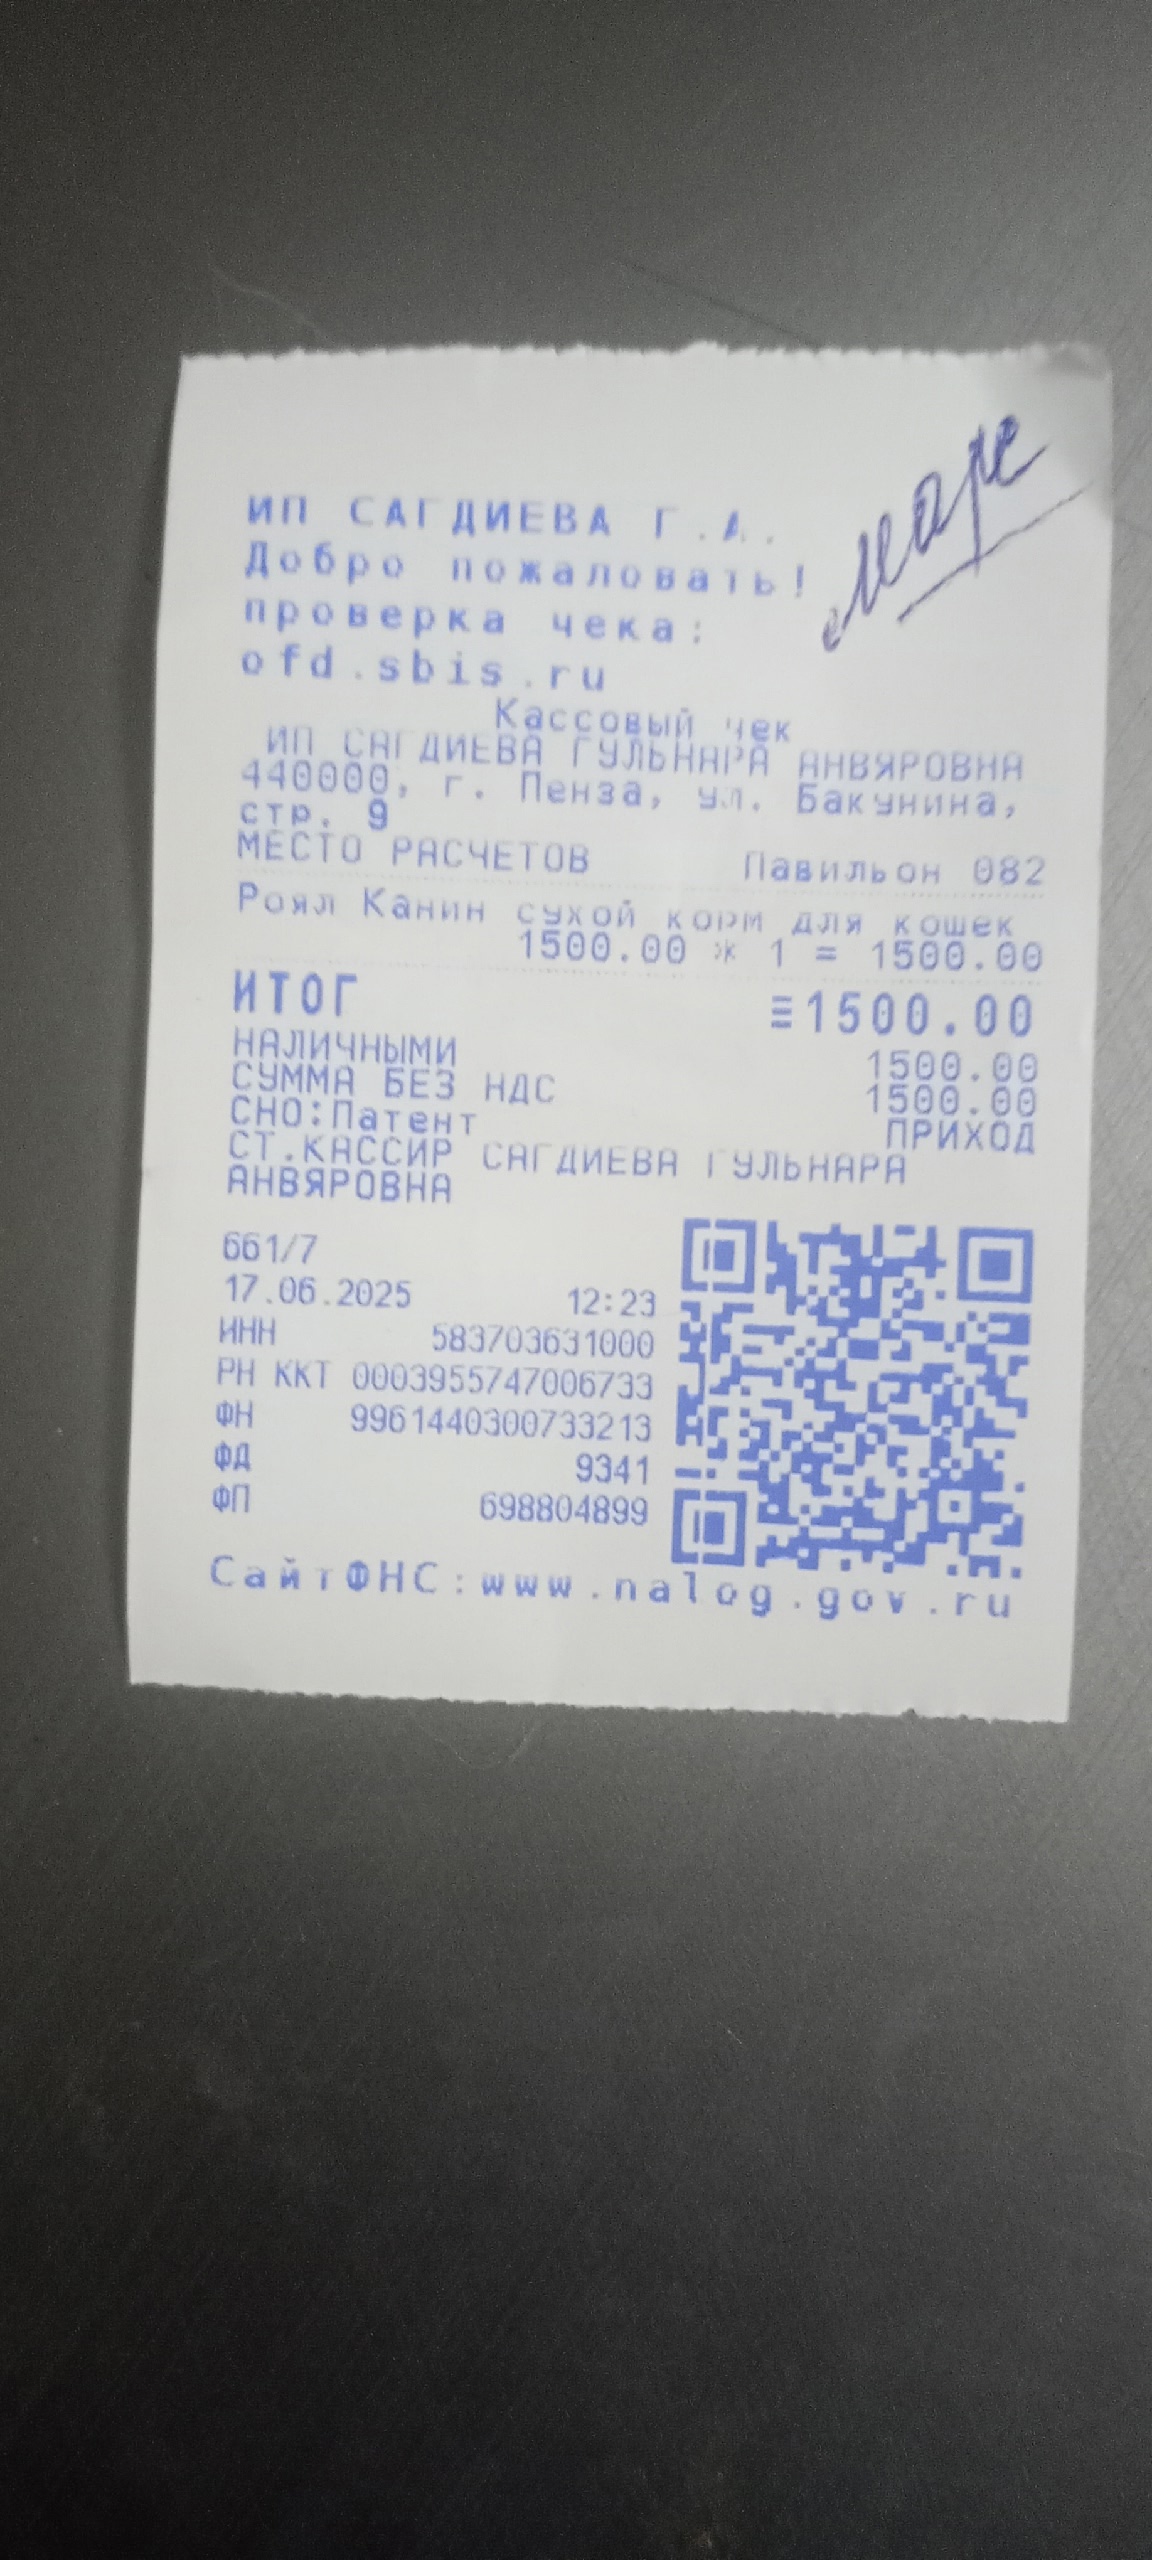 ИП САГДИЕВА Г.А.
Добро пожаловать!
проверка чека:
ofd.sbis.ru
Кассовый чек
ИП САГДИЕВА ГУЛЬНАРА АНВЯРОВНА
440000, г. Пенза, ул. Бакунина,
стр. 9
МЕСТО РАСЧЕТОВ Павильон 082
Роял Канин сухой корм для кошек
1500.00 * 1 = 1500.00
ИТОГ ≡1500.00
НАЛИЧНЫМИ 1500.00
СУММА БЕЗ НДС 1500.00
СНО:Патент ПРИХОД
СТ.КАССИР САГДИЕВА ГУЛЬНАРА
АНВЯРОВНА
661/7
17.06.2025 12:23
ИНН 583703631000
РН ККТ 0003955747006733
ФН 9961440300733213
ФД 9341
ФП 698804899
СайтФНС:www.nalog.gov.ru